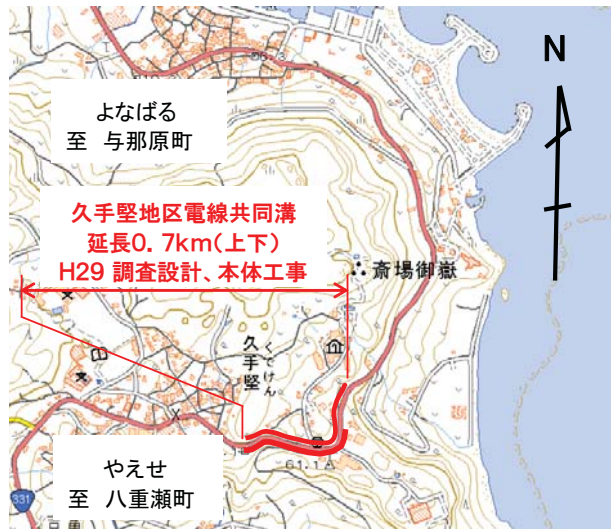 N
よなばる
至 与那原町
久手堅地区電線共同溝
延長0.7km(上下)
H29 調査設計、本体工事
斎場御嶽
久手堅
くでけん
61.1
やえせ
至 八重瀬町
331